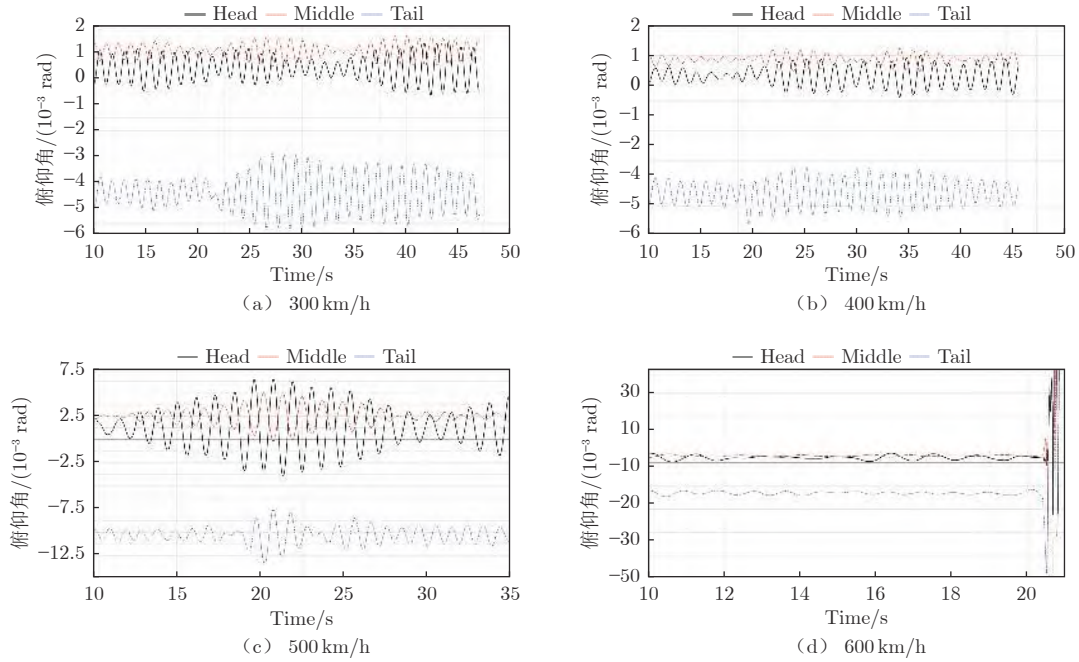 Head Middle Tail
2
1
0
−1
−2
−3
−4
−5
−6
俯仰角/(10⁻³ rad)
10 15 20 25 30 35 40 45 50
Time/s
(a) 300 km/h
Head Middle Tail
2
1
0
−1
−2
−3
−5
−6
俯仰角/(10⁻³ rad)
10 15 20 25 30 35 40 45 50
Time/s
(b) 400 km/h
Head Middle Tail
7.5
2.5
−2.5
−7.5
−12.5
俯仰角/(10⁻³ rad)
10 15 20 25 30 35
Time/s
(c) 500 km/h
Head Middle Tail
30
10
−10
−20
−30
−50
俯仰角/(10⁻³ rad)
10 12 14 16 18 20
Time/s
(d) 600 km/h